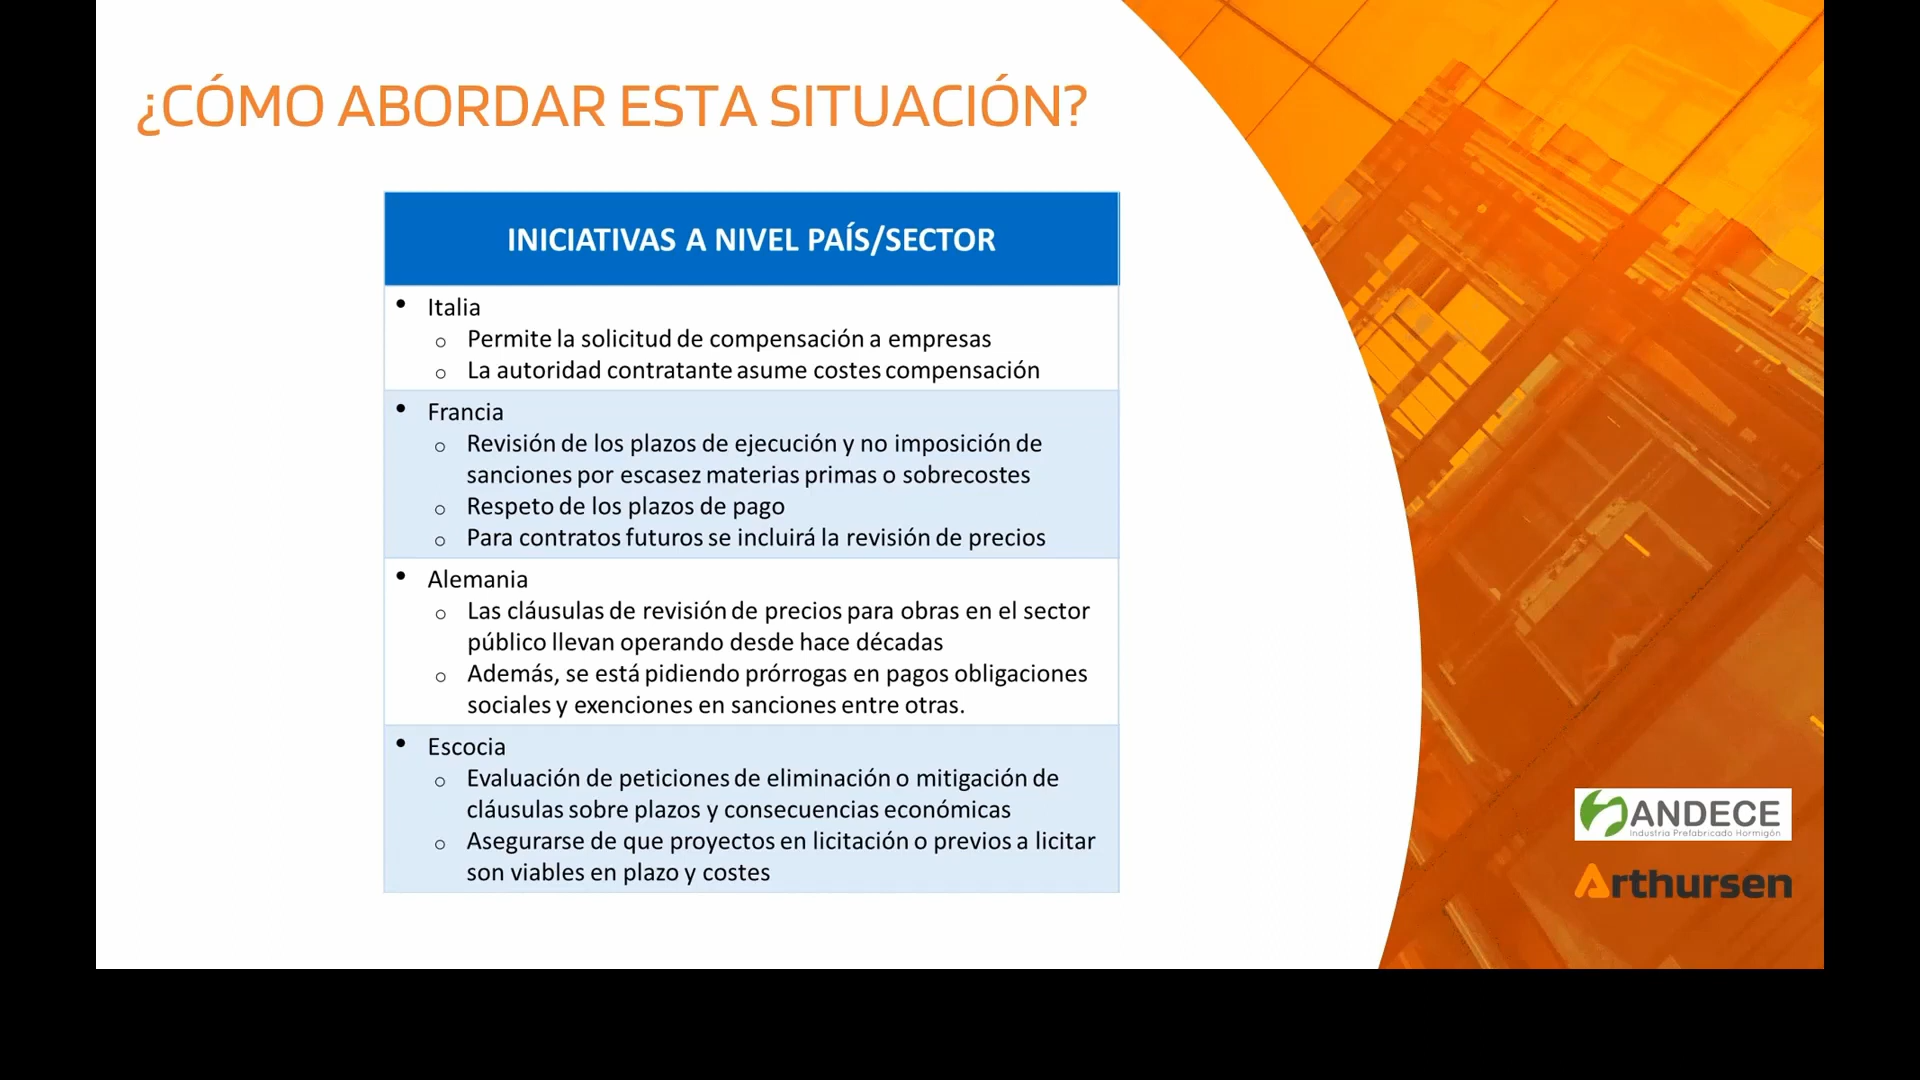 ¿CÓMO ABORDAR ESTA SITUACIÓN?
INICIATIVAS A NIVEL PAÍS/SECTOR
• Italia
o Permite la solicitud de compensación a empresas
o La autoridad contratante asume costes compensación
• Francia
o Revisión de los plazos de ejecución y no imposición de
sanciones por escasez materias primas o sobrecostes
o Respeto de los plazos de pago
o Para contratos futuros se incluirá la revisión de precios
• Alemania
o Las cláusulas de revisión de precios para obras en el sector
público llevan operando desde hace décadas
o Además, se está pidiendo prórrogas en pagos obligaciones
sociales y exenciones en sanciones entre otras.
• Escocia
o Evaluación de peticiones de eliminación o mitigación de
cláusulas sobre plazos y consecuencias económicas
o Asegurarse de que proyectos en licitación o previos a licitar
son viables en plazo y costes
ANDECE
Industria Prefabricado Hormigón
Arthursen